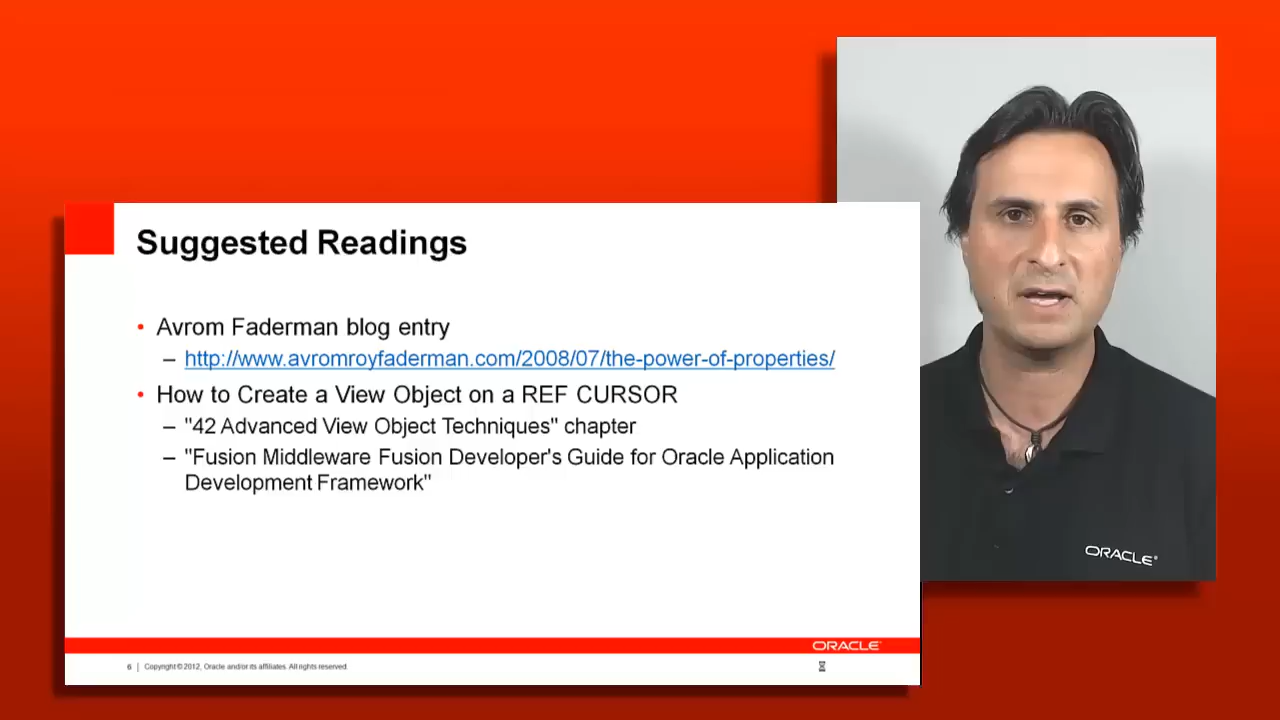 Suggested Readings
• Avrom Faderman blog entry
– http://www.avromroyfaderman.com/2008/07/the-power-of-properties/
• How to Create a View Object on a REF CURSOR
– "42 Advanced View Object Techniques" chapter
– "Fusion Middleware Fusion Developer's Guide for Oracle Application
Development Framework"
ORACLE®
ORACLE®
6 | Copyright © 2012, Oracle and/or its affiliates. All rights reserved.